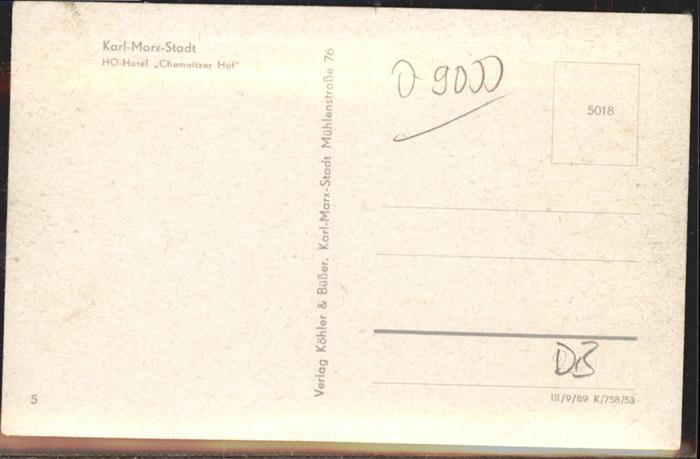 Karl-Marx-Stadt
HO-Hotel „Chemnitzer Hof"
Verlag Köhler & Büßer, Karl-Marx-Stadt Mühlenstraße 76
D 9000
5018
DB
5
III/9/89 K/758/53